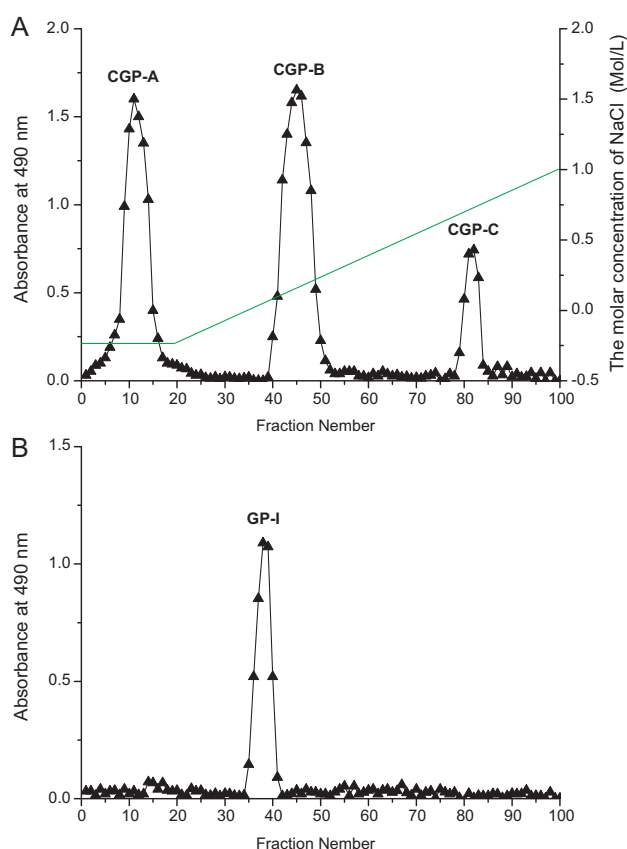 A
2.0
1.5
1.0
0.5
0.0
Absorbance at 490 nm
CGP-A
CGP-B
CGP-C
2.0
1.5
1.0
0.5
0.0
-0.5
The molar concentration of NaCl (Mol/L)
0 10 20 30 40 50 60 70 80 90 100
Fraction Nember
B
1.5
1.0
0.5
0.0
Absorbance at 490 nm
GP-I
0 10 20 30 40 50 60 70 80 90 100
Fraction Nember